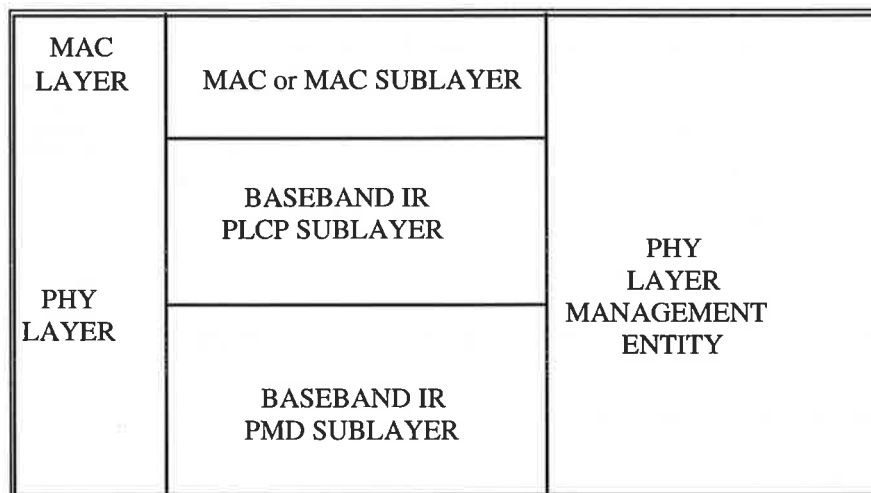 MAC
LAYER
MAC or MAC SUBLAYER
BASEBAND IR
PLCP SUBLAYER
PHY
LAYER
BASEBAND IR
PMD SUBLAYER
PHY
LAYER
MANAGEMENT
ENTITY